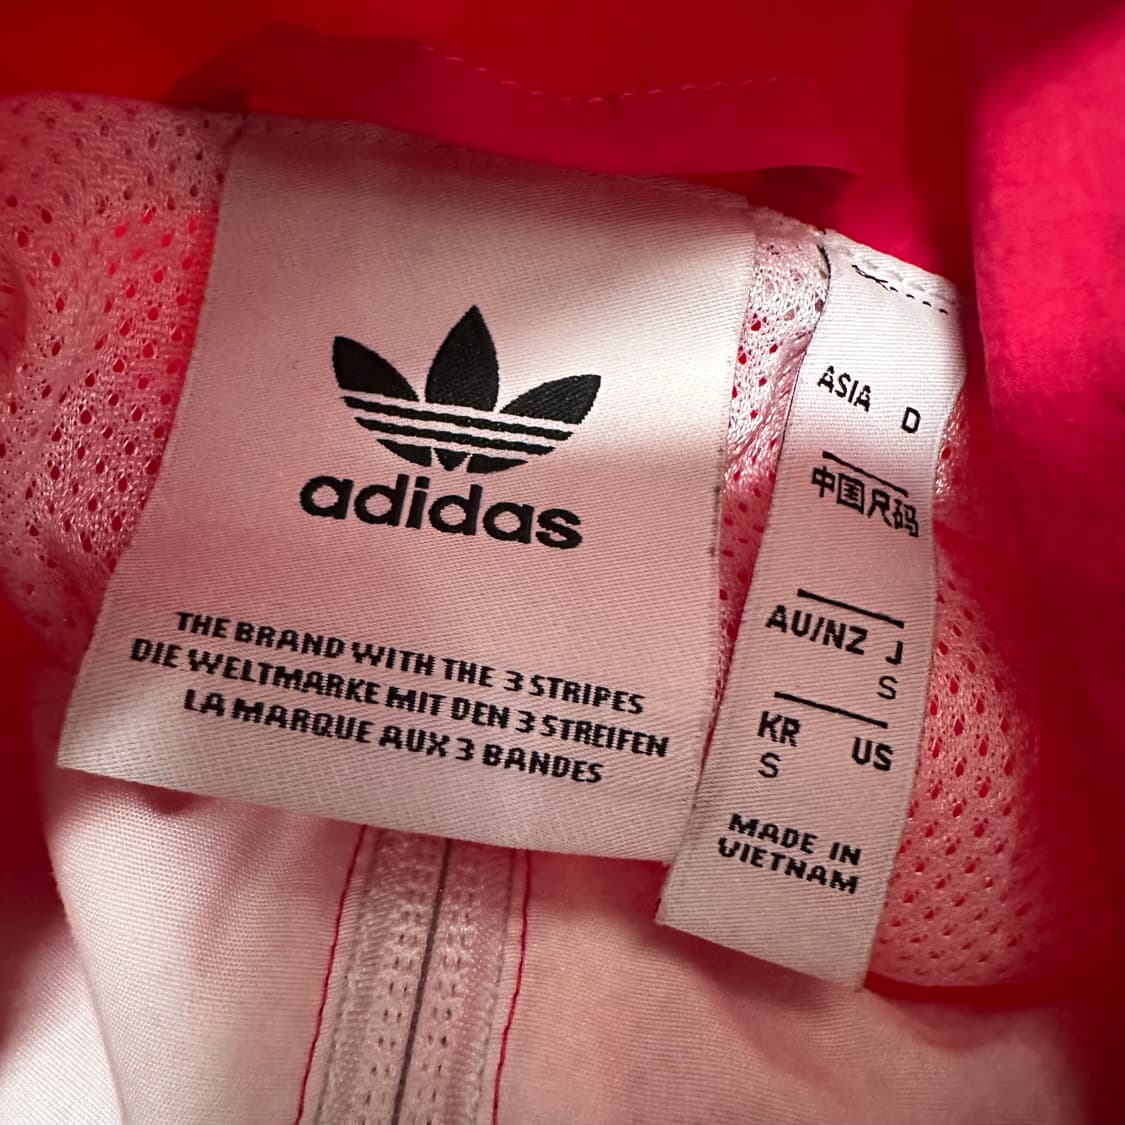 adidas
THE BRAND WITH THE 3 STRIPES
DIE WELTMARKE MIT DEN 3 STREIFEN
LA MARQUE AUX 3 BANDES
ASIA D
中国尺码
AU/NZ J
S
KR US
S
MADE IN
VIETNAM